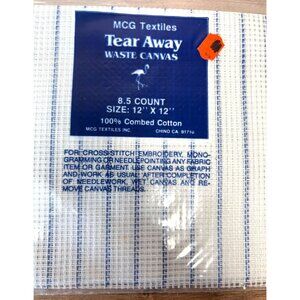 MCG Textiles
Tear Away
WASTE CANVAS
8.5 COUNT
SIZE: 12" X 12"
100% Combed Cotton
MCG TEXTILES INC. CHINO CA 91710
FOR CROSS-STITCH EMBROIDERY, MONO-
GRAMMING OR NEEDLEPOINTING ANY FABRIC
ITEM OR GARMENT. USE CANVAS AS GRAPH
AND WORK AS USUAL. AFTER COMPLETION
OF NEEDLEWORK, WET CANVAS AND RE-
MOVE CANVAS THREADS.